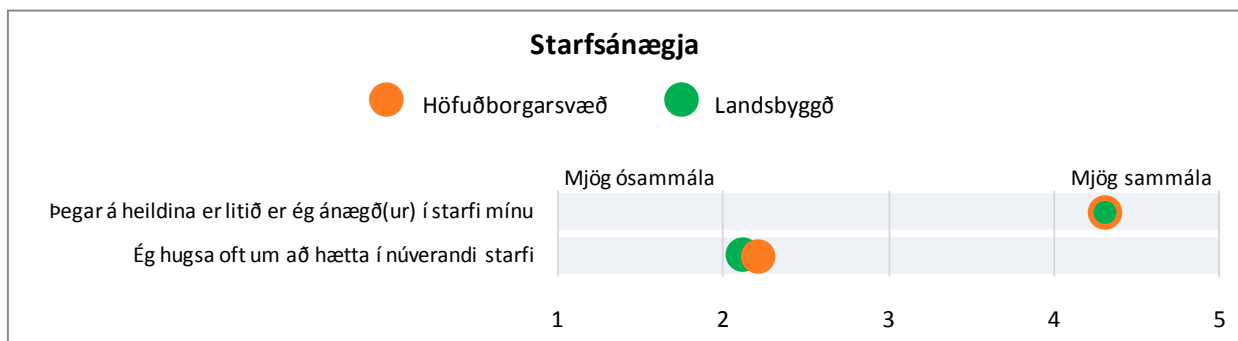 Starfsánægja
Höfuðborgarsvæð Landsbyggð
Mjög ósammála Mjög sammála
Þegar á heildina er litið er ég ánægð(ur) í starfi mínu
Ég hugsa oft um að hætta í núverandi starfi
1 2 3 4 5